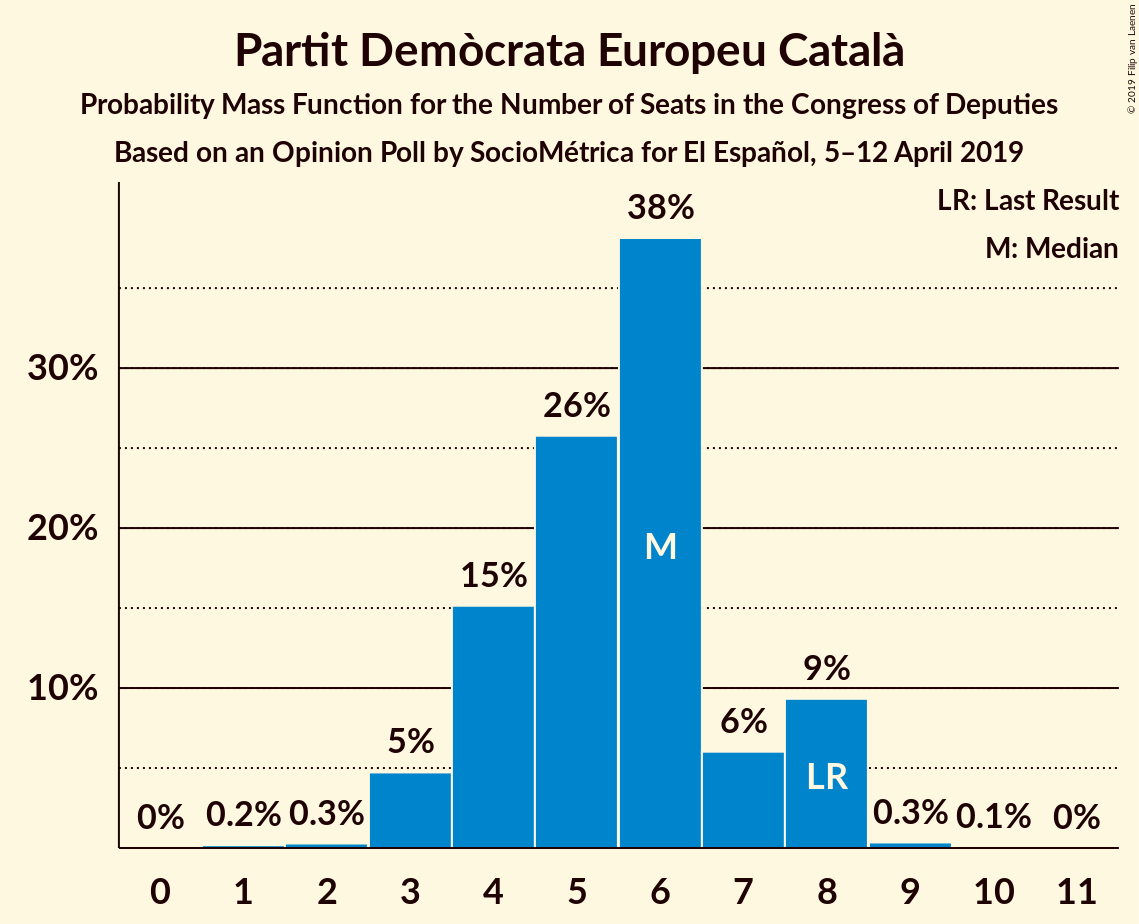 Partit Demòcrata Europeu Català
Probability Mass Function for the Number of Seats in the Congress of Deputies
Based on an Opinion Poll by SocioMétrica for El Español, 5–12 April 2019
© 2019 Filip van Laenen
LR: Last Result
M: Median
38%
30%
26%
20%
M
15%
10%
9%
6%
5%
LR
0% 0.2% 0.3% 0.3% 0.1% 0%
0 1 2 3 4 5 6 7 8 9 10 11